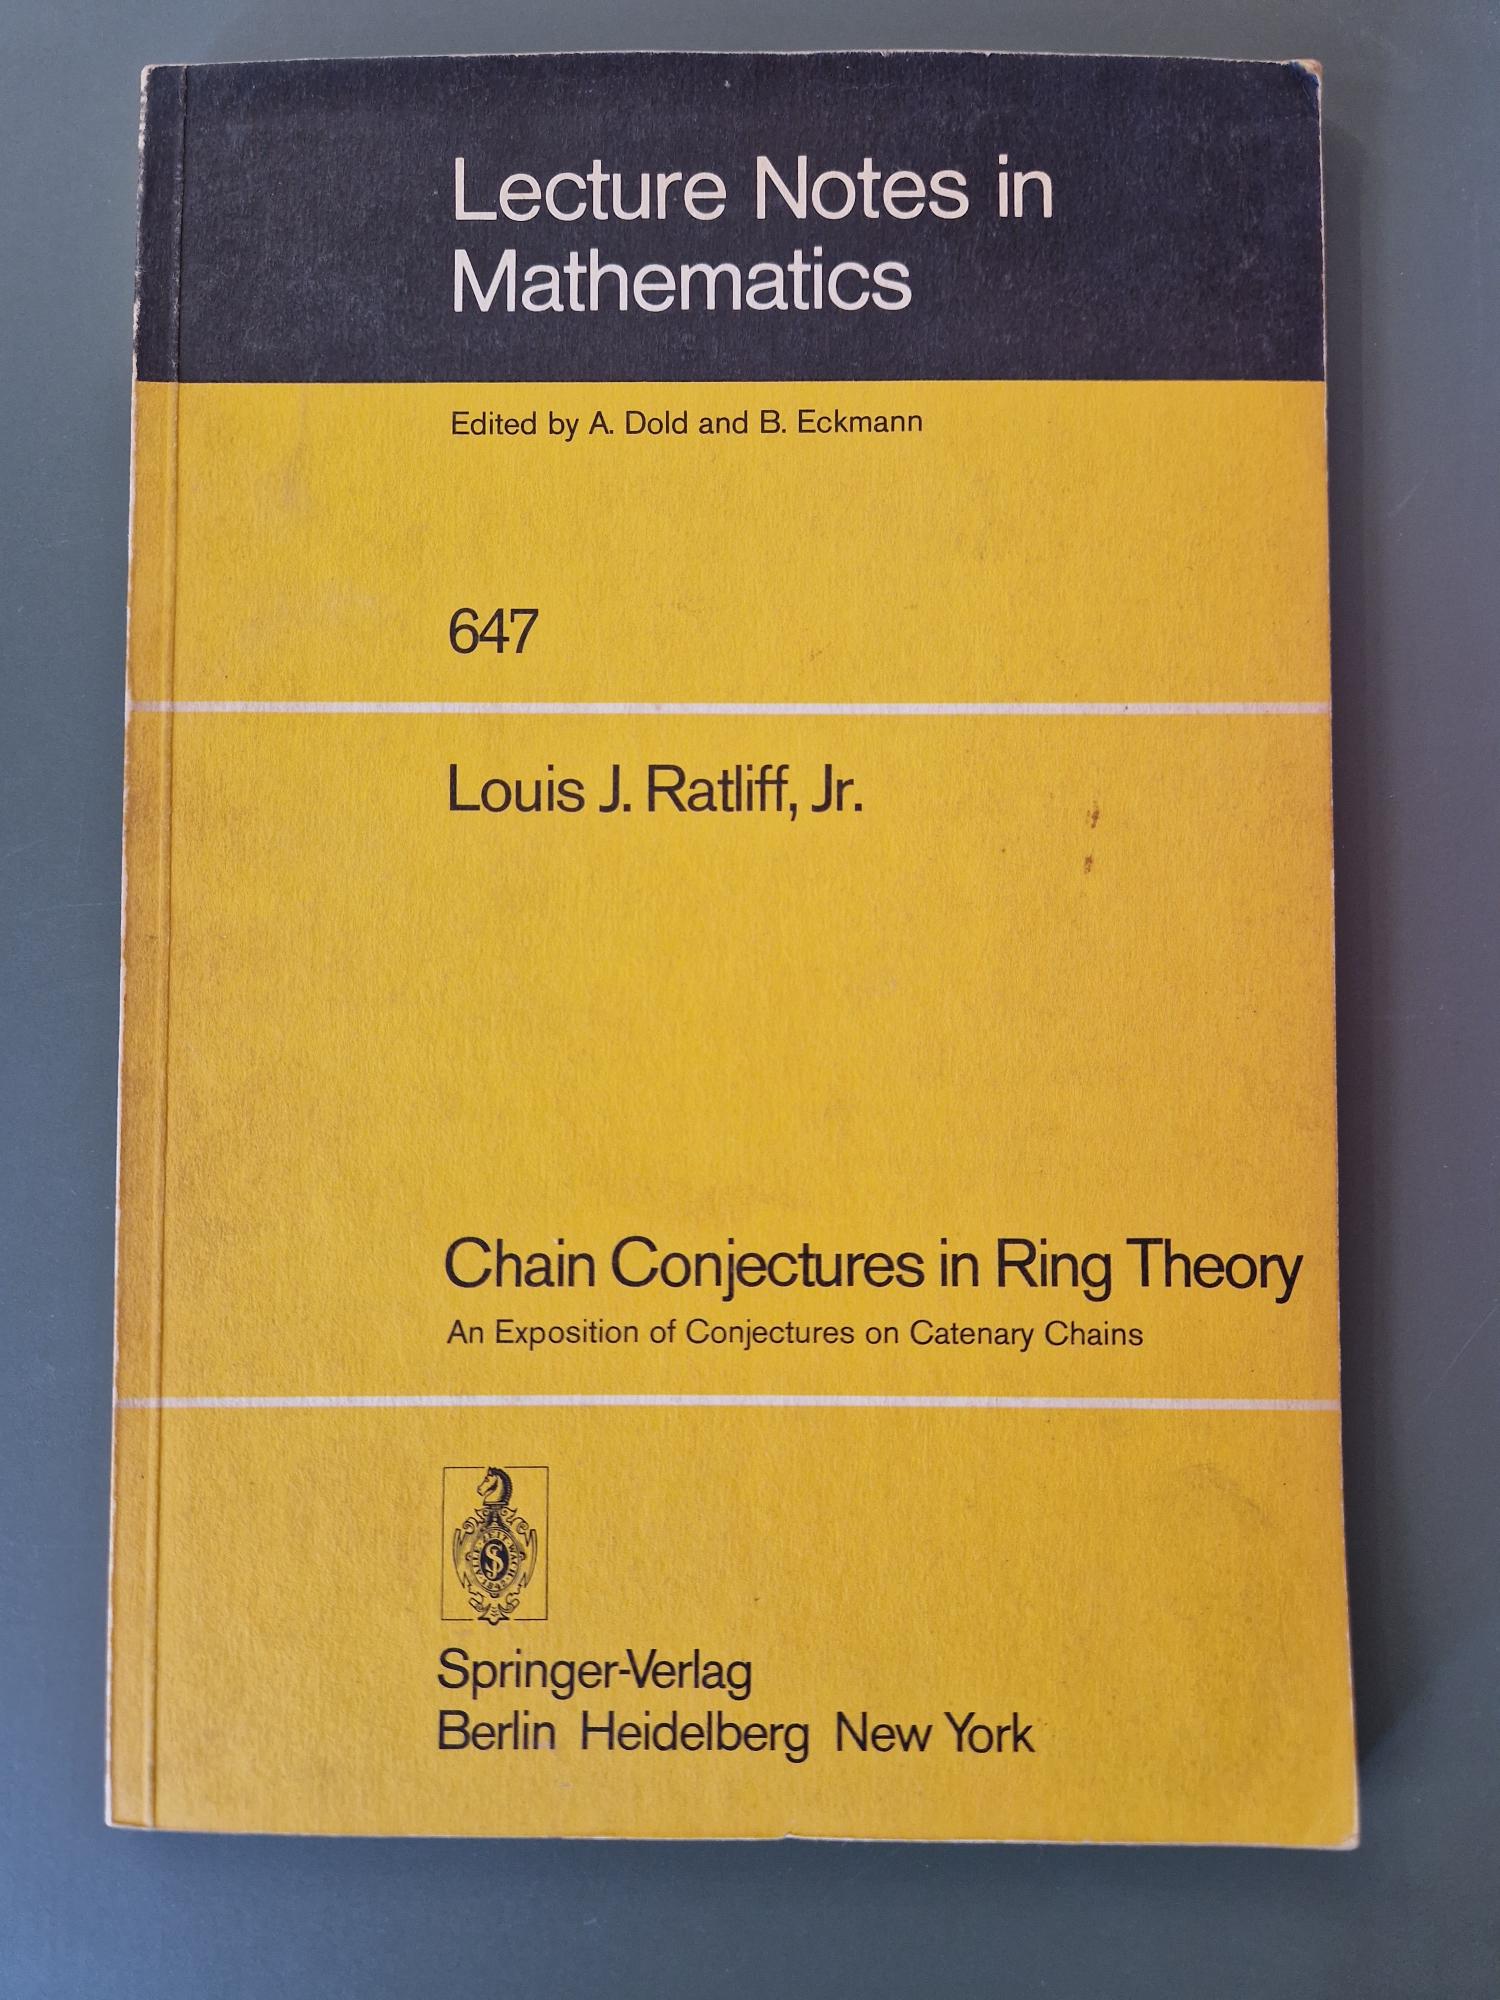 Lecture Notes in
Mathematics
Edited by A. Dold and B. Eckmann
647
Louis J. Ratliff, Jr.
Chain Conjectures in Ring Theory
An Exposition of Conjectures on Catenary Chains
Springer-Verlag
Berlin Heidelberg New York